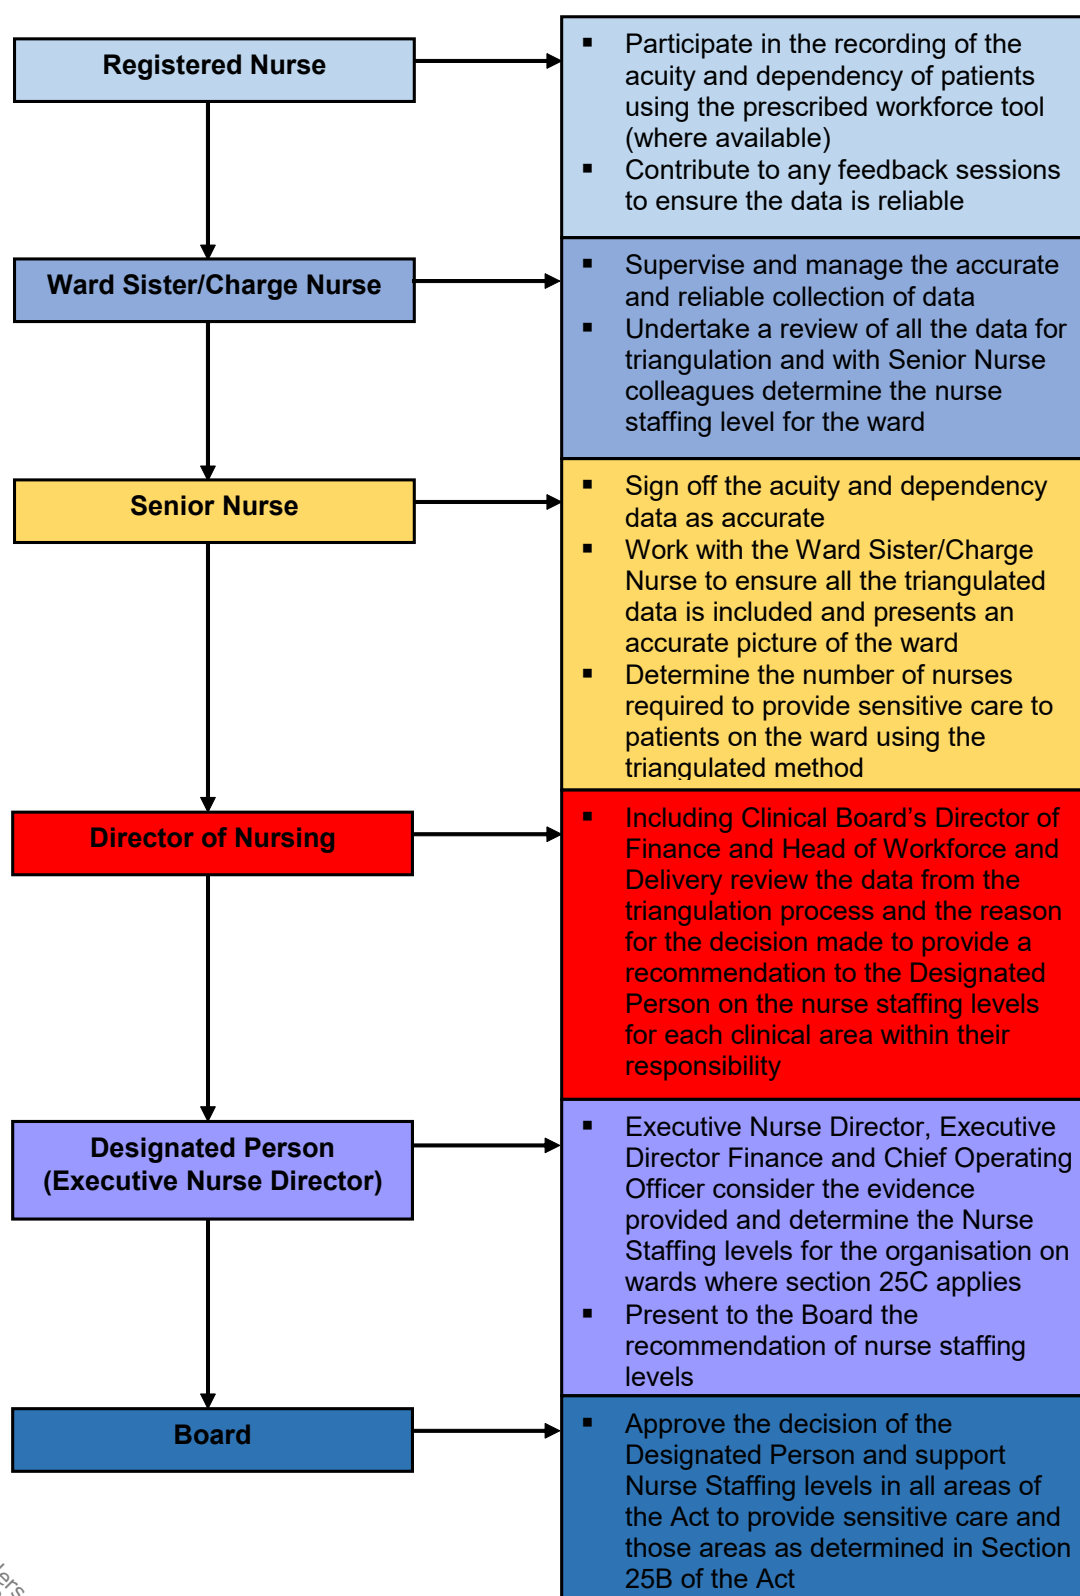 Registered Nurse
▪ Participate in the recording of the
acuity and dependency of patients
using the prescribed workforce tool
(where available)
▪ Contribute to any feedback sessions
to ensure the data is reliable
Ward Sister/Charge Nurse
▪ Supervise and manage the accurate
and reliable collection of data
▪ Undertake a review of all the data for
triangulation and with Senior Nurse
colleagues determine the nurse
staffing level for the ward
Senior Nurse
▪ Sign off the acuity and dependency
data as accurate
▪ Work with the Ward Sister/Charge
Nurse to ensure all the triangulated
data is included and presents an
accurate picture of the ward
▪ Determine the number of nurses
required to provide sensitive care to
patients on the ward using the
triangulated method
Director of Nursing
▪ Including Clinical Board’s Director of
Finance and Head of Workforce and
Delivery review the data from the
triangulation process and the reason
for the decision made to provide a
recommendation to the Designated
Person on the nurse staffing levels
for each clinical area within their
responsibility
Designated Person
(Executive Nurse Director)
▪ Executive Nurse Director, Executive
Director Finance and Chief Operating
Officer consider the evidence
provided and determine the Nurse
Staffing levels for the organisation on
wards where section 25C applies
▪ Present to the Board the
recommendation of nurse staffing
levels
Board
▪ Approve the decision of the
Designated Person and support
Nurse Staffing levels in all areas of
the Act to provide sensitive care and
those areas as determined in Section
25B of the Act